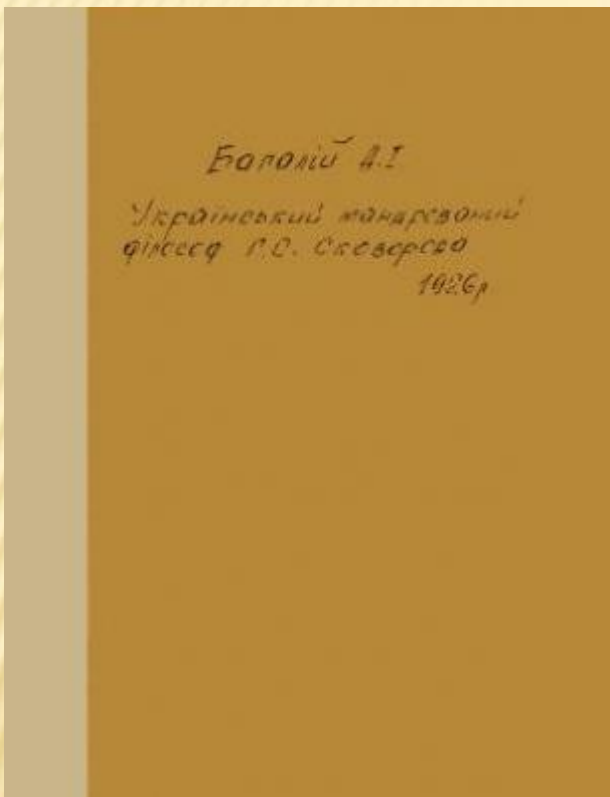 Багалій Д.І
Український мандрований
філософ Г.С. Сковорода
1926р